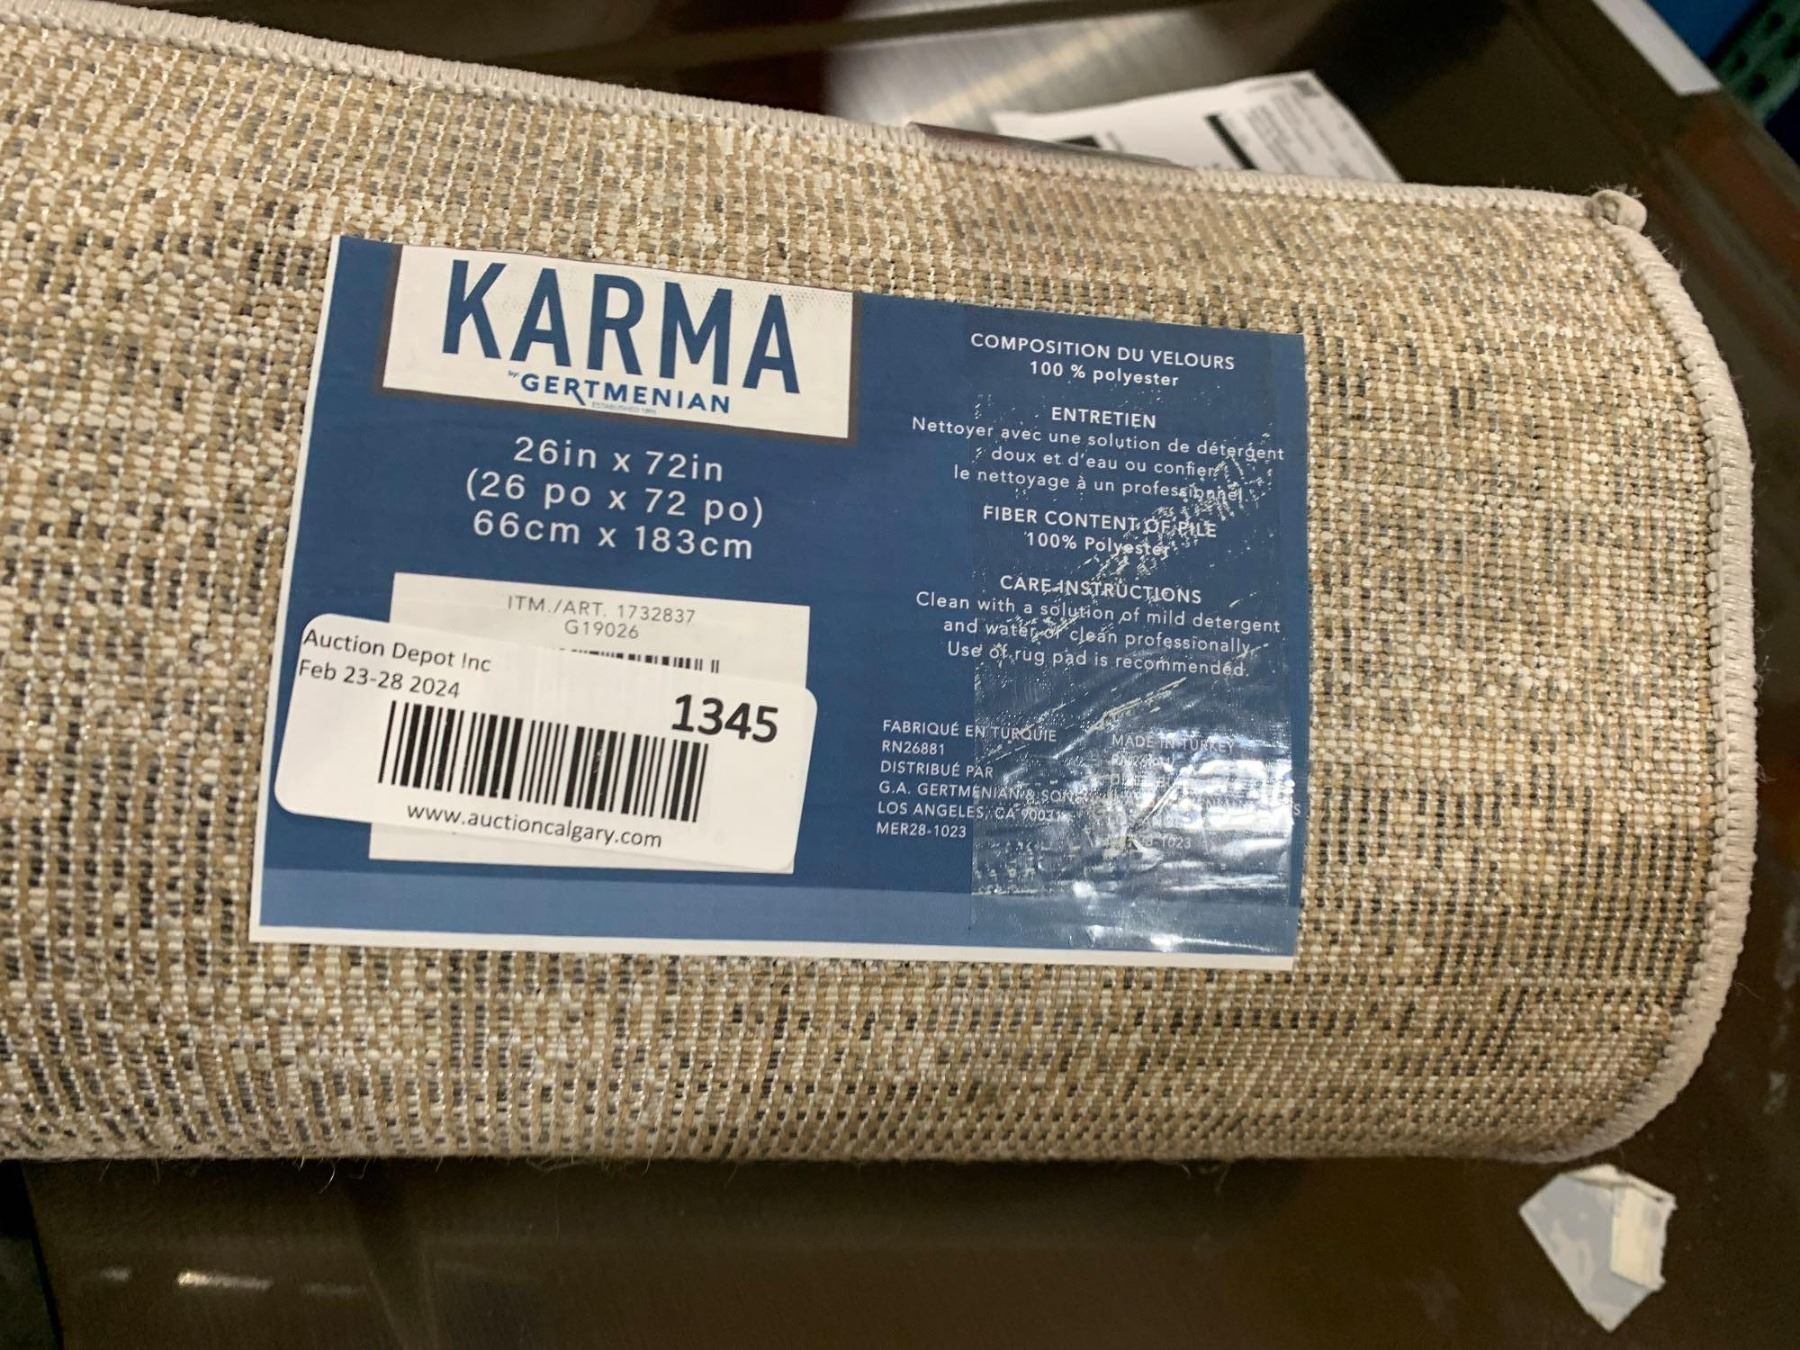 KARMA
by:
GERTMENIAN
26in x 72in
(26 po x 72 po)
66cm x 183cm
ITM./ART. 1732837
G19026
Auction Depot Inc
Feb 23-28 2024
1345
www.auctioncalgary.com
COMPOSITION DU VELOURS
100 % polyester
ENTRETIEN
Nettoyer avec une solution de détergent
doux et d'eau ou confier
le nettoyage à un professionnel
FIBER CONTENT OF PILE
100% Polyester
CARE INSTRUCTIONS
Clean with a solution of mild detergent
and water or clean professionally.
Use of rug pad is recommended.
FABRIQUÉ EN TURQUIE
RN26881
DISTRIBUÉ PAR
G.A. GERTMENIAN & SONS
LOS ANGELES, CA 90031
MER28-1023
MADE IN TURKEY